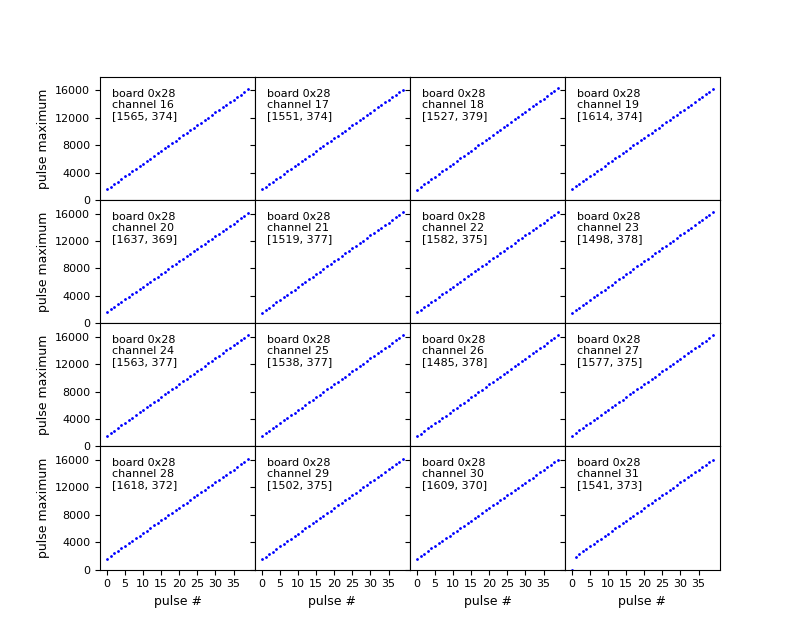 pulse maximum
16000
12000
8000
4000
0
board 0x28
channel 16
[1565, 374]
board 0x28
channel 17
[1551, 374]
board 0x28
channel 18
[1527, 379]
board 0x28
channel 19
[1614, 374]
pulse maximum
16000
12000
8000
4000
0
board 0x28
channel 20
[1637, 369]
board 0x28
channel 21
[1519, 377]
board 0x28
channel 22
[1582, 375]
board 0x28
channel 23
[1498, 378]
pulse maximum
16000
12000
8000
4000
0
board 0x28
channel 24
[1563, 377]
board 0x28
channel 25
[1538, 377]
board 0x28
channel 26
[1485, 378]
board 0x28
channel 27
[1577, 375]
pulse maximum
16000
12000
8000
4000
0
board 0x28
channel 28
[1618, 372]
board 0x28
channel 29
[1502, 375]
board 0x28
channel 30
[1609, 370]
board 0x28
channel 31
[1541, 373]
0 5 10 15 20 25 30 35
0 5 10 15 20 25 30 35
0 5 10 15 20 25 30 35
0 5 10 15 20 25 30 35
pulse #
pulse #
pulse #
pulse #